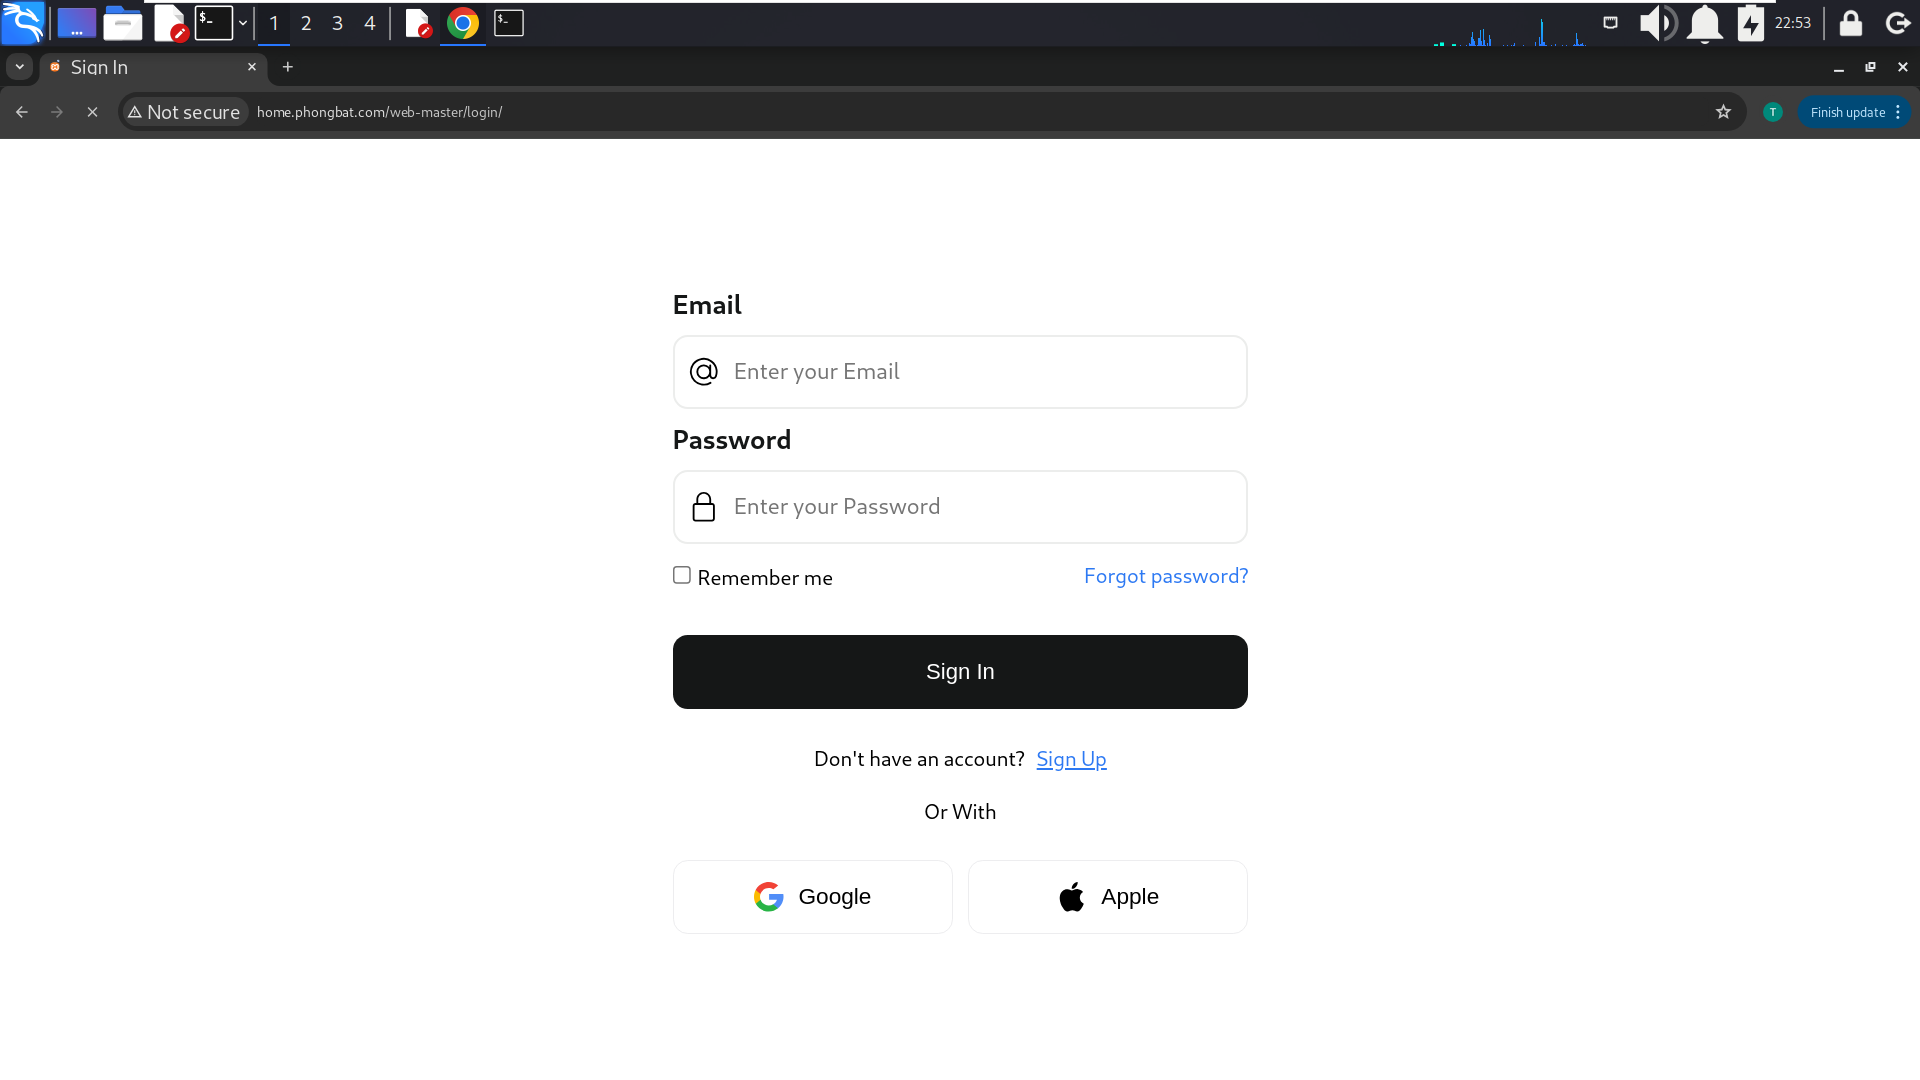 $_
1 2 3 4
$_
22:53
Sign In
Not secure
home.phongbat.com/web-master/login/
T
Finish update
Email
Enter your Email
Password
Enter your Password
Remember me
Forgot password?
Sign In
Don't have an account? Sign Up
Or With
Google
Apple